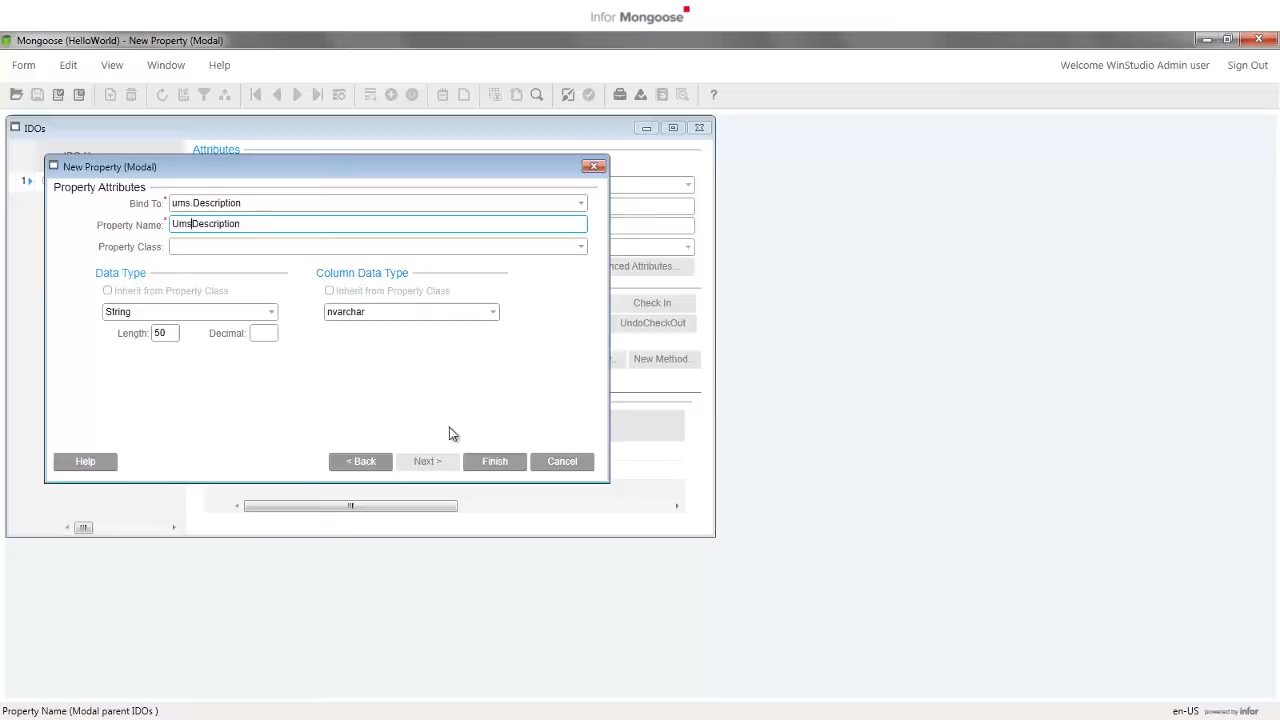 Infor Mongoose
Mongoose (HelloWorld) - New Property (Modal)
Form Edit View Window Help
Welcome WinStudio Admin user Sign Out
IDOs
Attributes
New Property (Modal)
1
Property Attributes
Bind To:* ums.Description
Property Name:* UmsDescription
Property Class:
Data Type
Column Data Type
Inherit from Property Class
Inherit from Property Class
String
nvarchar
Length: 50 Decimal:
Attributes...
Check In
UndoCheckOut
New Method...
Help
< Back
Next >
Finish
Cancel
Property Name (Modal parent IDOs )
en-US powered by infor